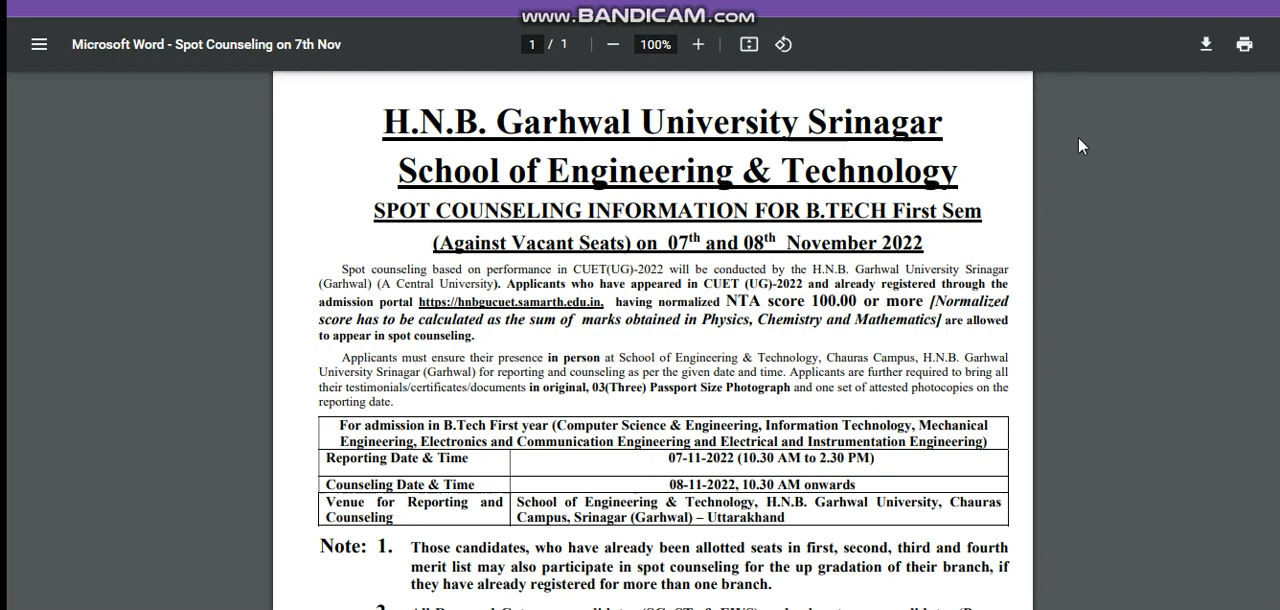 www.BANDICAM.com
Microsoft Word - Spot Counseling on 7th Nov
1 / 1
100%
H.N.B. Garhwal University Srinagar
School of Engineering & Technology
SPOT COUNSELING INFORMATION FOR B.TECH First Sem
(Against Vacant Seats) on 07th and 08th November 2022
Spot counseling based on performance in CUET(UG)-2022 will be conducted by the H.N.B. Garhwal University Srinagar
(Garhwal) (A Central University). Applicants who have appeared in CUET (UG)-2022 and already registered through the
admission portal https://hnbgucuet.samarth.edu.in, having normalized NTA score 100.00 or more [Normalized
score has to be calculated as the sum of marks obtained in Physics, Chemistry and Mathematics] are allowed
to appear in spot counseling.
Applicants must ensure their presence in person at School of Engineering & Technology, Chauras Campus, H.N.B. Garhwal
University Srinagar (Garhwal) for reporting and counseling as per the given date and time. Applicants are further required to bring all
their testimonials/certificates/documents in original, 03(Three) Passport Size Photograph and one set of attested photocopies on the
reporting date.
For admission in B.Tech First year (Computer Science & Engineering, Information Technology, Mechanical
Engineering, Electronics and Communication Engineering and Electrical and Instrumentation Engineering)
Reporting Date & Time 07-11-2022 (10.30 AM to 2.30 PM)
Counseling Date & Time 08-11-2022, 10.30 AM onwards
Venue for Reporting and School of Engineering & Technology, H.N.B. Garhwal University, Chauras
Counseling Campus, Srinagar (Garhwal) – Uttarakhand
Note: 1. Those candidates, who have already been allotted seats in first, second, third and fourth
merit list may also participate in spot counseling for the up gradation of their branch, if
they have already registered for more than one branch.